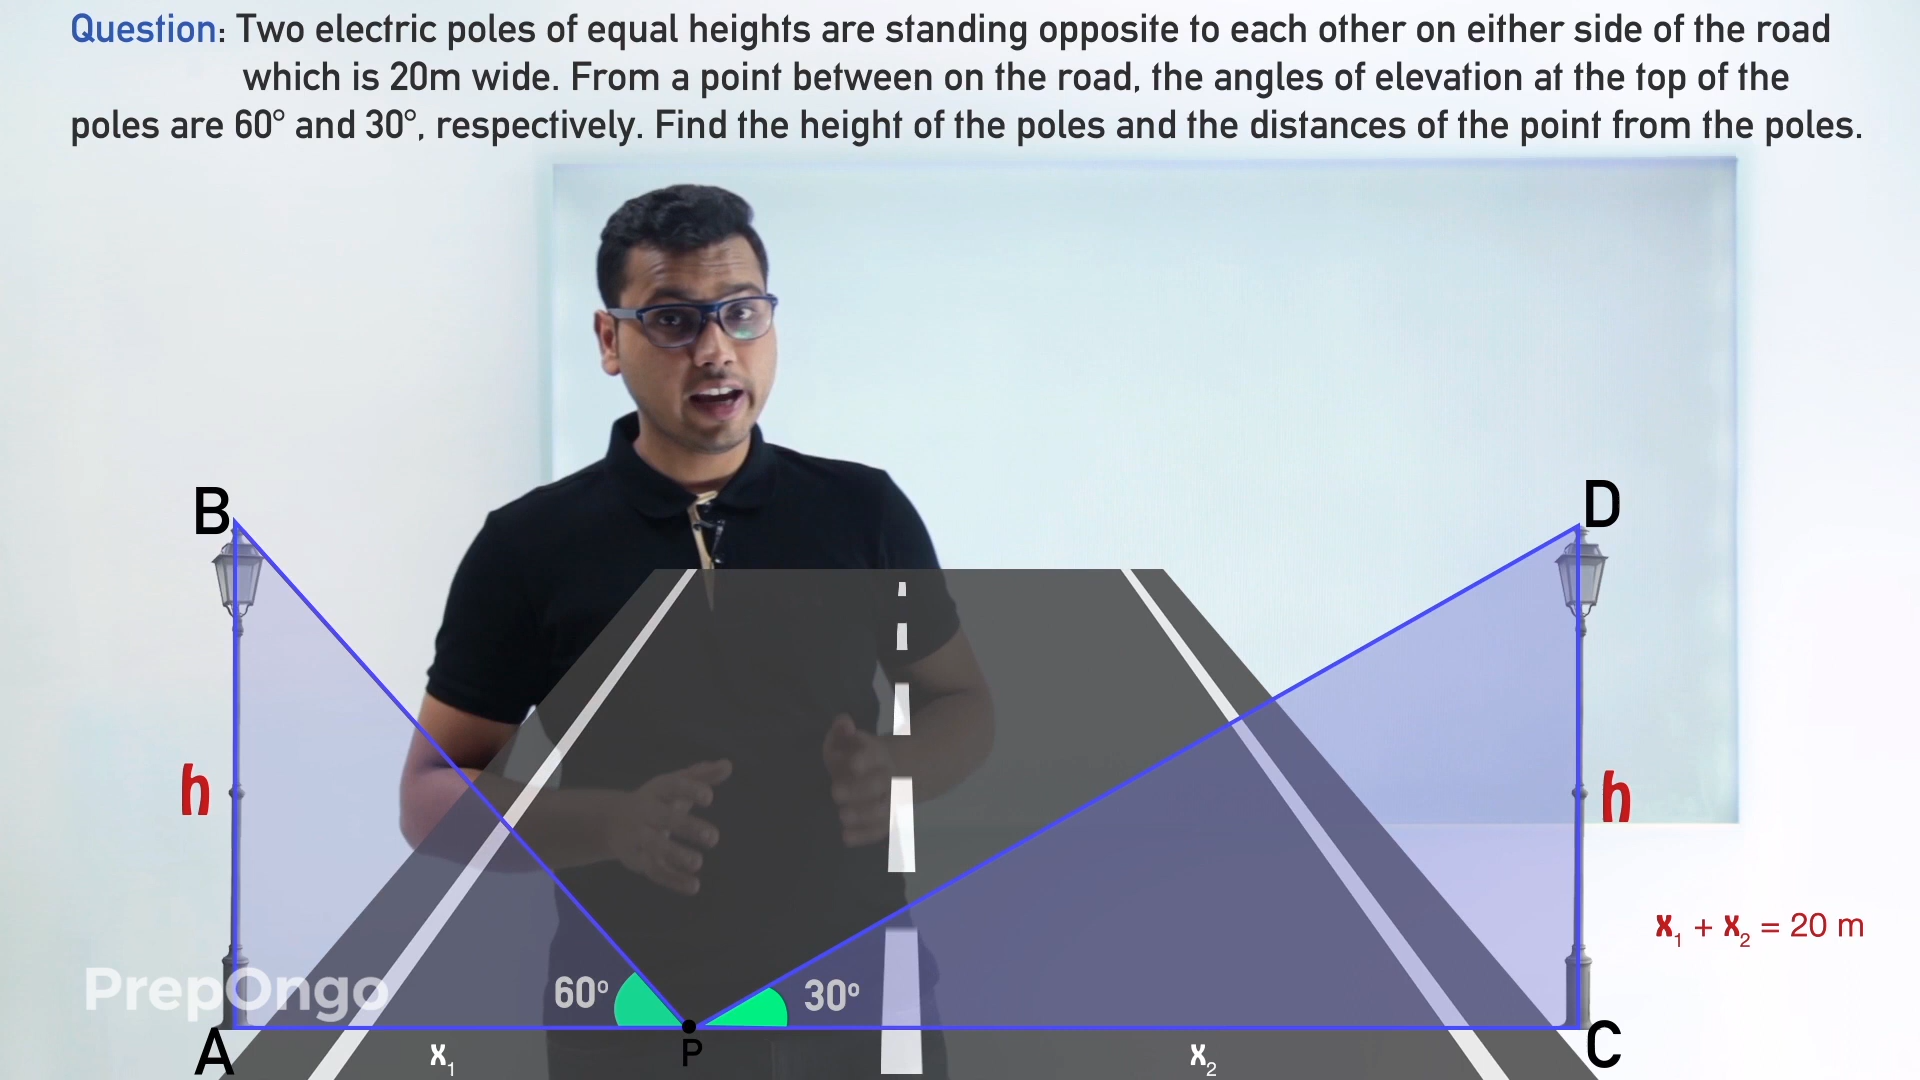 Question: Two electric poles of equal heights are standing opposite to each other on either side of the road
which is 20m wide. From a point between on the road, the angles of elevation at the top of the
poles are 60° and 30°, respectively. Find the height of the poles and the distances of the point from the poles.
B
D
h
h
x₁ + x₂ = 20 m
PrepOngo
60°
30°
A
x₁
P
x₂
C